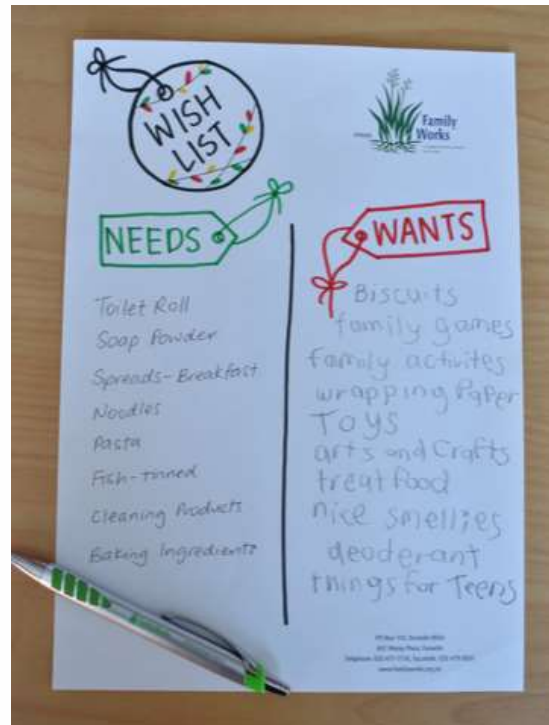 WISH
LIST
Family
Works
NEEDS
Toilet Roll
Soap Powder
Spreads-Breakfast
Noodles
Pasta
Fish-tinned
Cleaning Products
Baking Ingredients
WANTS
Biscuits
family games
family activites
wrapping Paper
Toys
arts and Crafts
treat food
nice smellies
deoderant
things for Teens